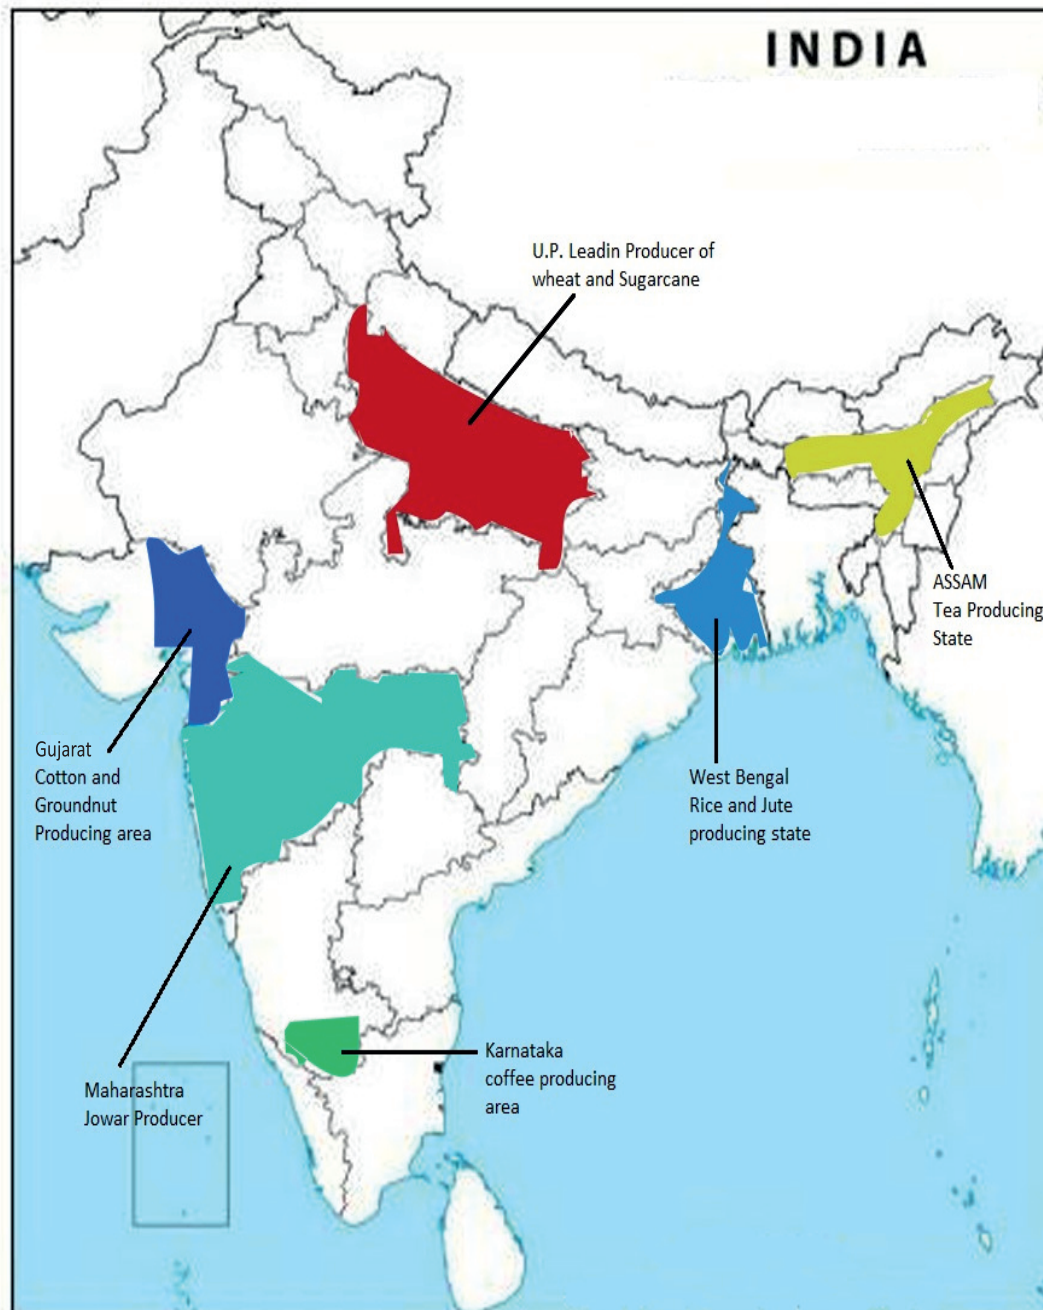 INDIA
U.P. Leadin Producer of
wheat and Sugarcane
ASSAM
Tea Producing
State
Gujarat
Cotton and
Groundnut
Producing area
West Bengal
Rice and Jute
producing state
Karnataka
coffee producing
area
Maharashtra
Jowar Producer